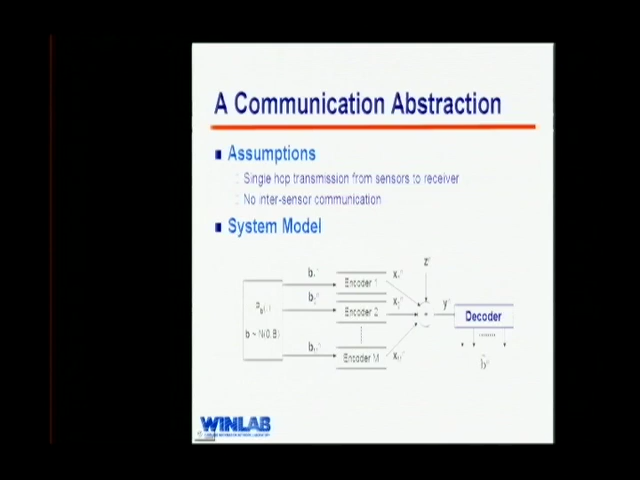 A Communication Abstraction
Assumptions
Single hop transmission from sensors to receiver
No inter-sensor communication
System Model
Encoder 1
Encoder 2
Encoder M
b ~ N(0, B)
Decoder
WINLAB